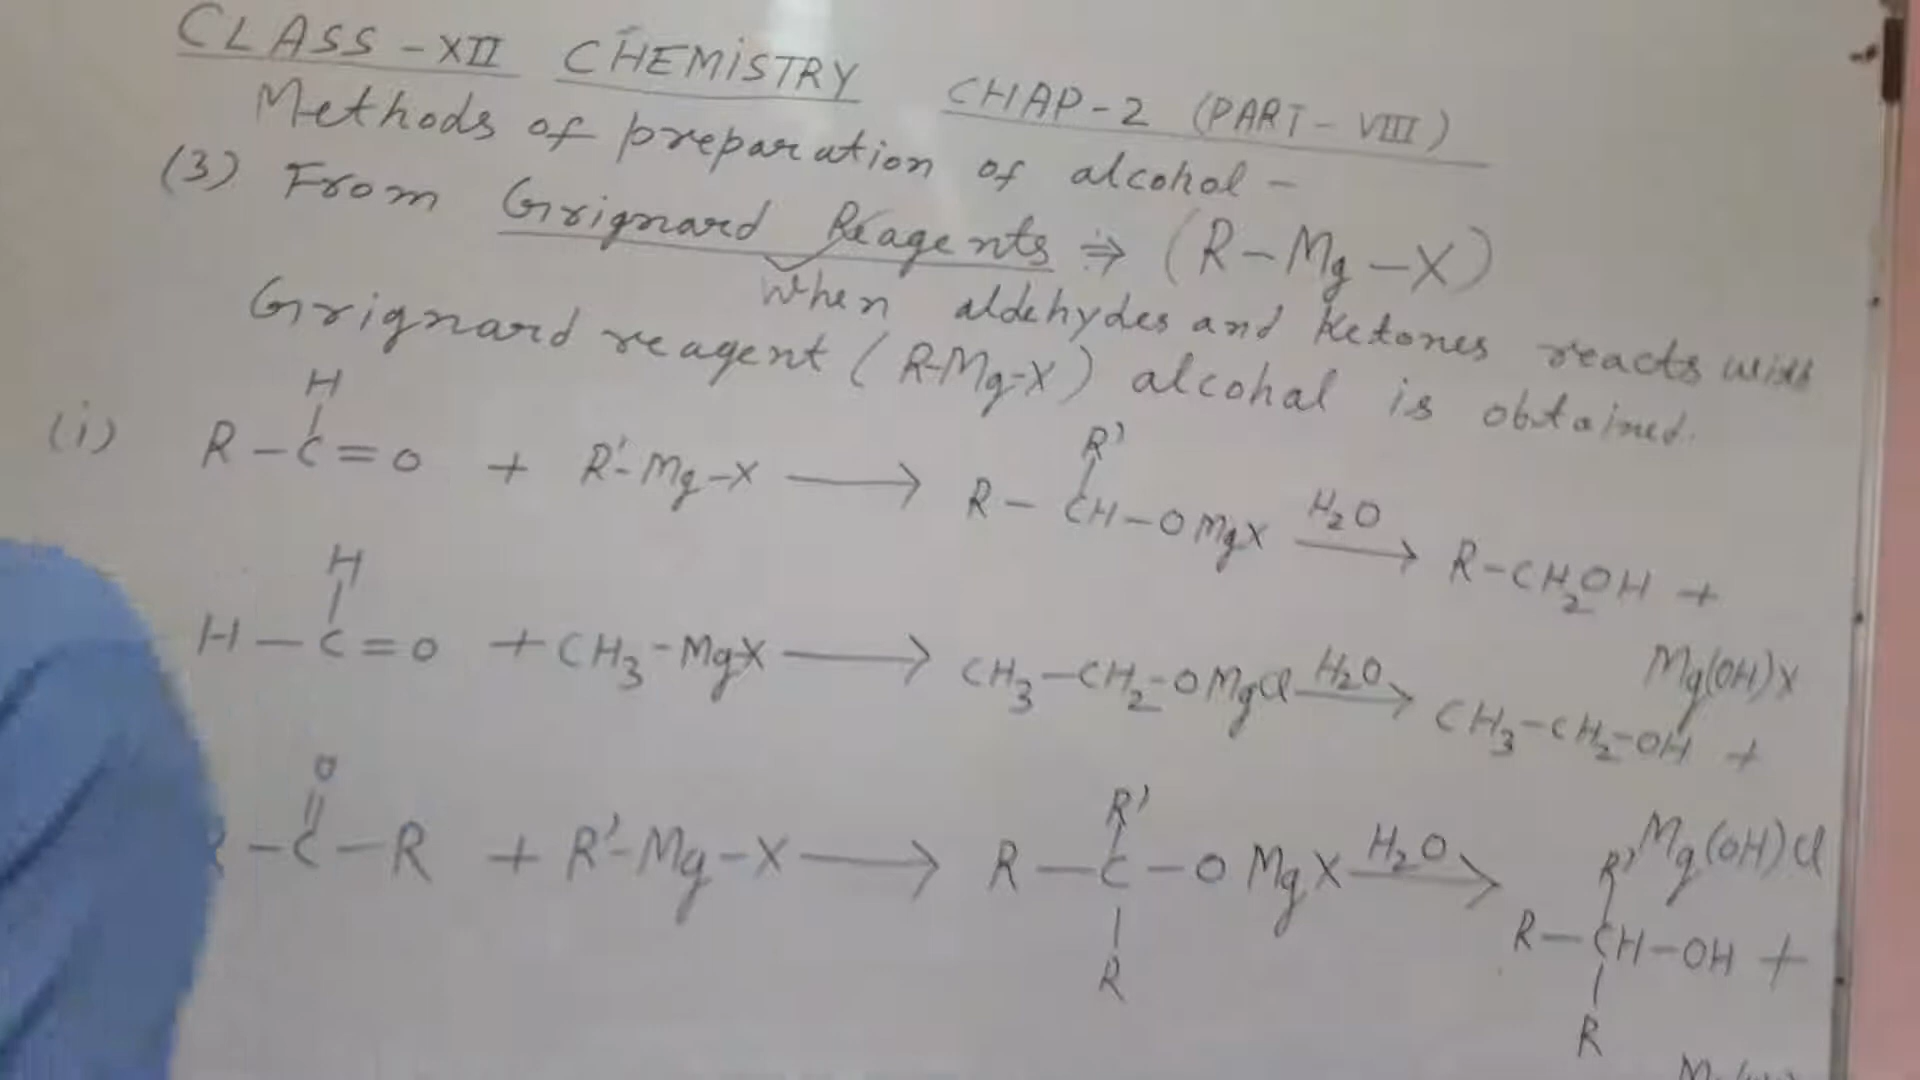 CLASS-XII CHEMISTRY CHAP-2 (PART-VIII)
Methods of preparation of alcohol-
(3) From Grignard Reagents ⇒ (R-Mg-X)
When aldehydes and ketones reacts with
Grignard reagent (R-Mg-X) alcohal is obtained.
H
R'
(i) R-C=O + R'-Mg-X → R-CH-OMgX H₂O → R-CH₂OH +
Mg(OH)X
H
H-C=O + CH₃-MgX → CH₃-CH₂-OMgCl H₂O → CH₃-CH₂-OH +
Mg(OH)Cl
O
R'
R'
-C-R + R'-Mg-X → R-C-O MgX H₂O → R-CH-OH +
R
R